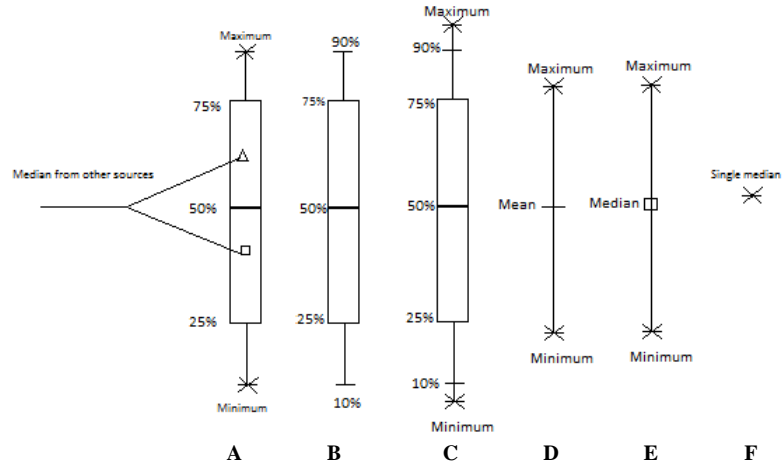 Maximum
75%
Median from other sources
50%
25%
Minimum
A
90%
75%
50%
25%
10%
B
Maximum
90%
75%
50%
25%
10%
Minimum
C
Maximum
Mean
Minimum
D
Maximum
Median
Minimum
E
Single median
F